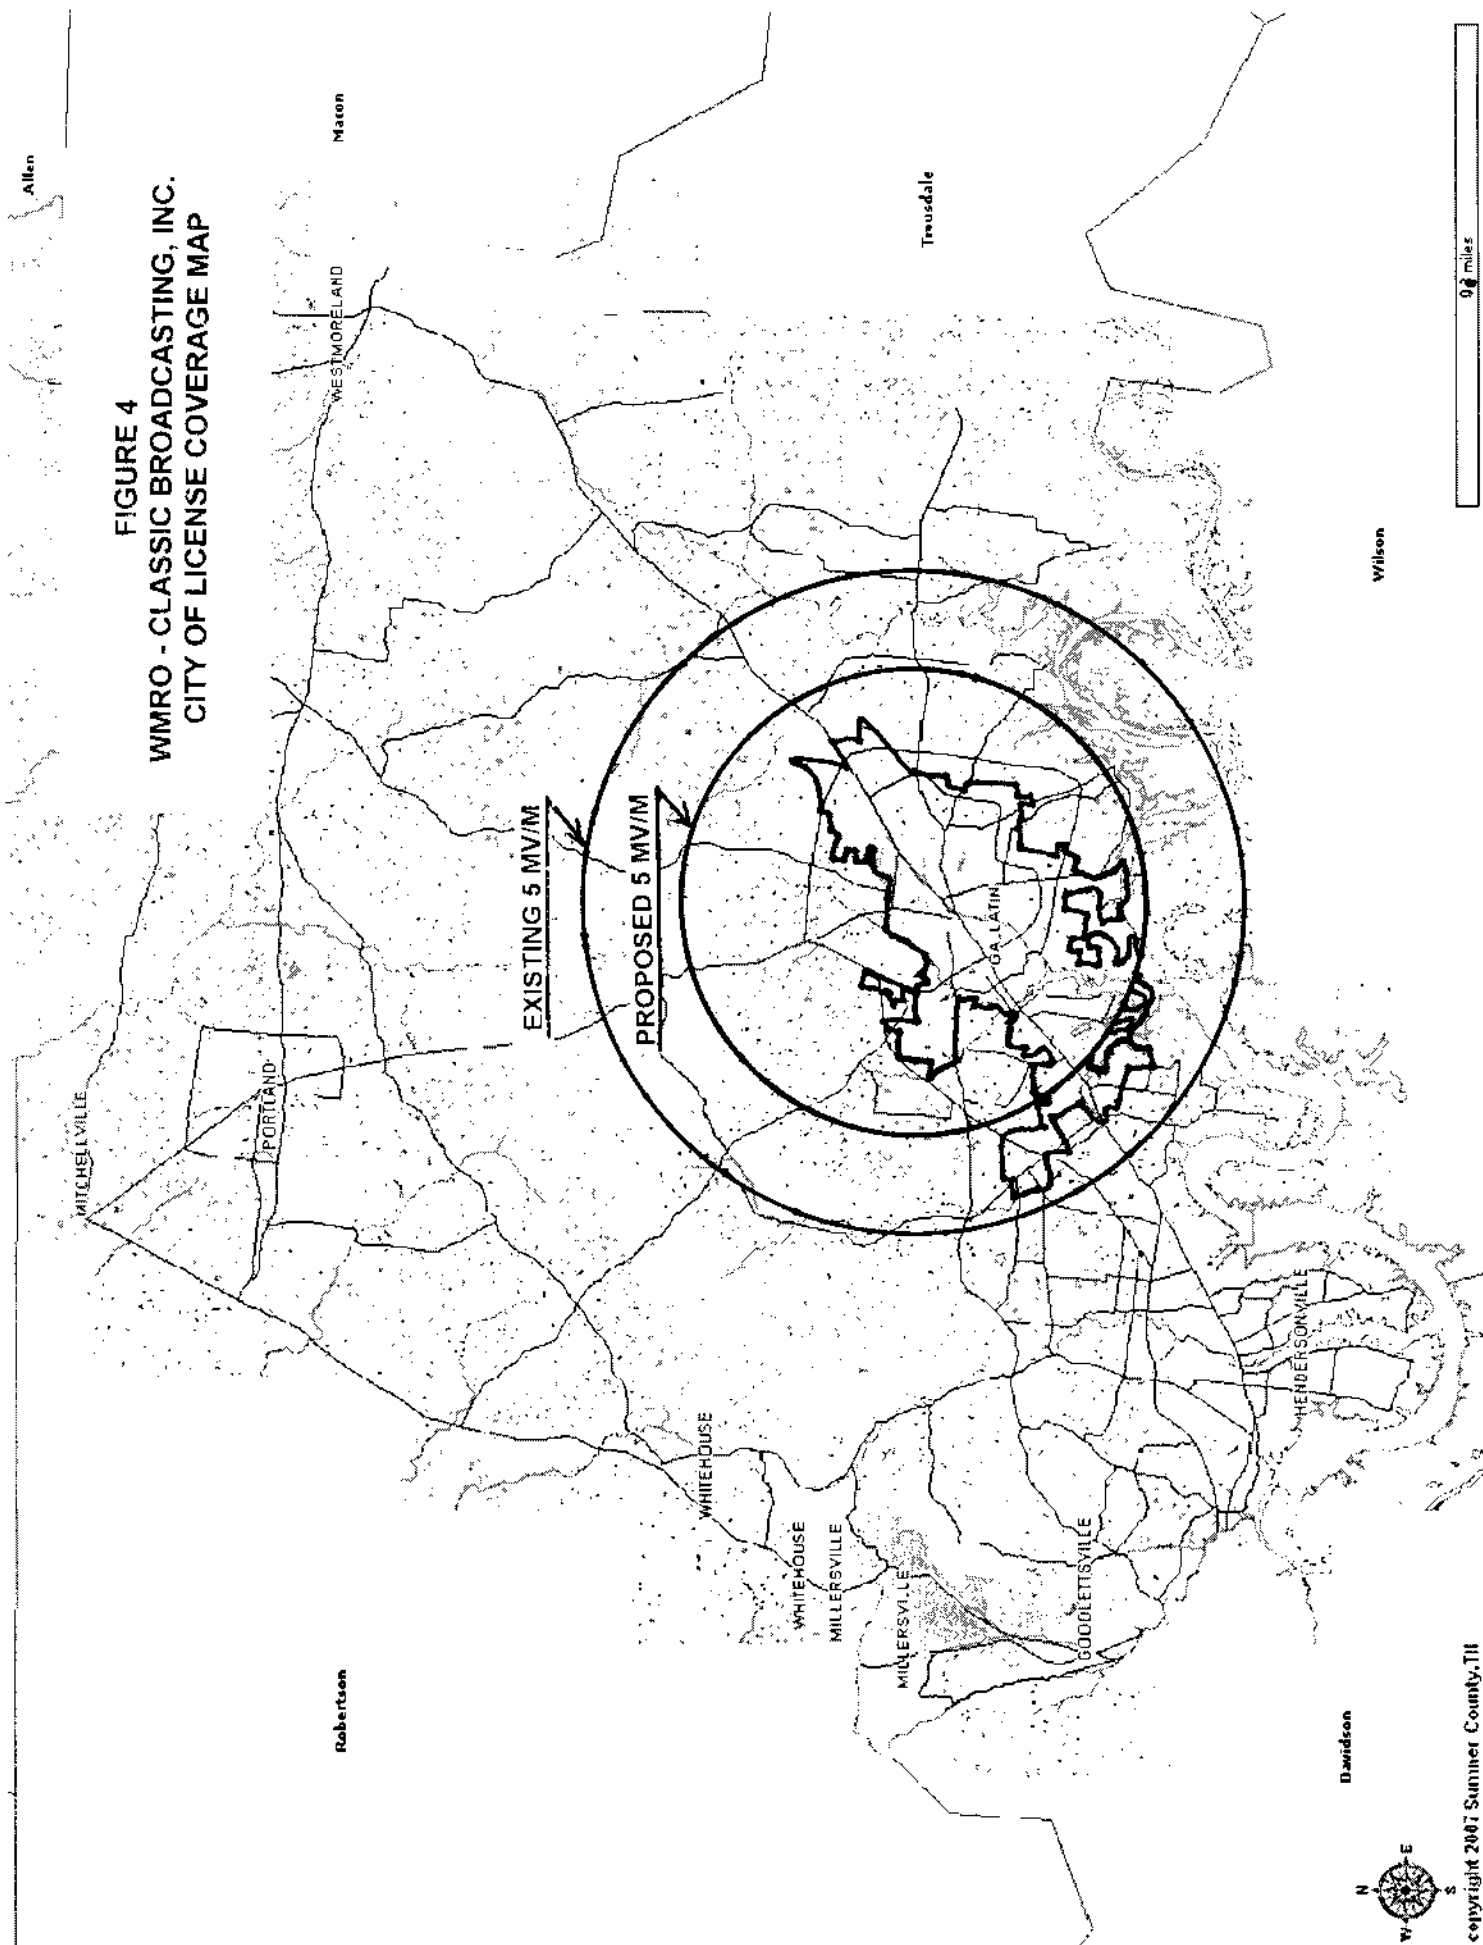 FIGURE 4
WMRO - CLASSIC BROADCASTING, INC.
CITY OF LICENSE COVERAGE MAP
Allen
Macon
MITCHELLVILLE
PORTLAND
WESTMORELAND
Robertson
EXISTING 5 MV/M
PROPOSED 5 MV/M
WHITEHOUSE
WHITEHOUSE
MILLERSVILLE
MILLERSVILLE
Trousdale
GALLATIN
GOODLETTSVILLE
HENDERSONVILLE
Davidson
Wilson
N
W
E
S
miles
copyright 2007 Sumner County, TN